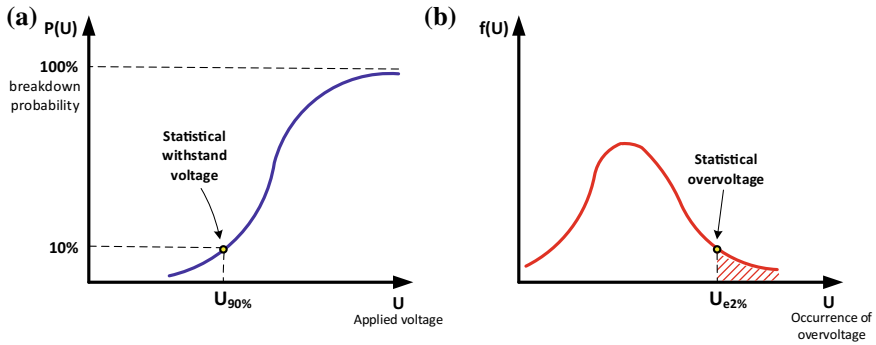 (a)
P(U)
100%
breakdown
probability
Statistical
withstand
voltage
10%
U90%
U
Applied voltage
(b)
f(U)
Statistical
overvoltage
Ue2%
U
Occurrence of
overvoltage